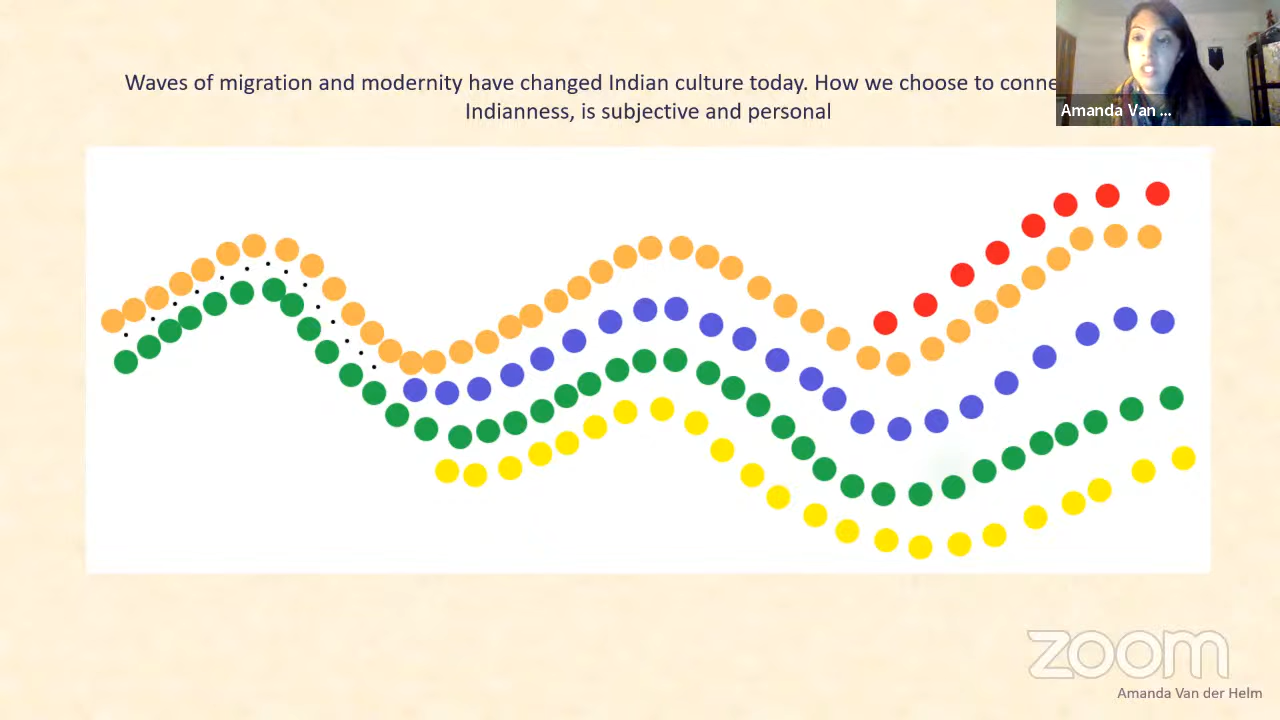 Waves of migration and modernity have changed Indian culture today. How we choose to conne
Indianness, is subjective and personal
Amanda Van ...
zoom
Amanda Van der Helm